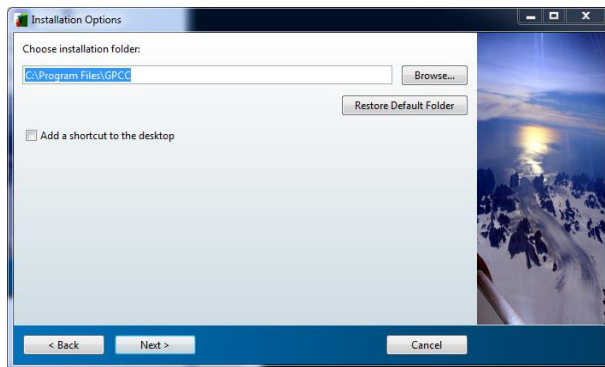 Installation Options
Choose installation folder:
C:\Program Files\GPCC
Browse...
Restore Default Folder
Add a shortcut to the desktop
< Back
Next >
Cancel